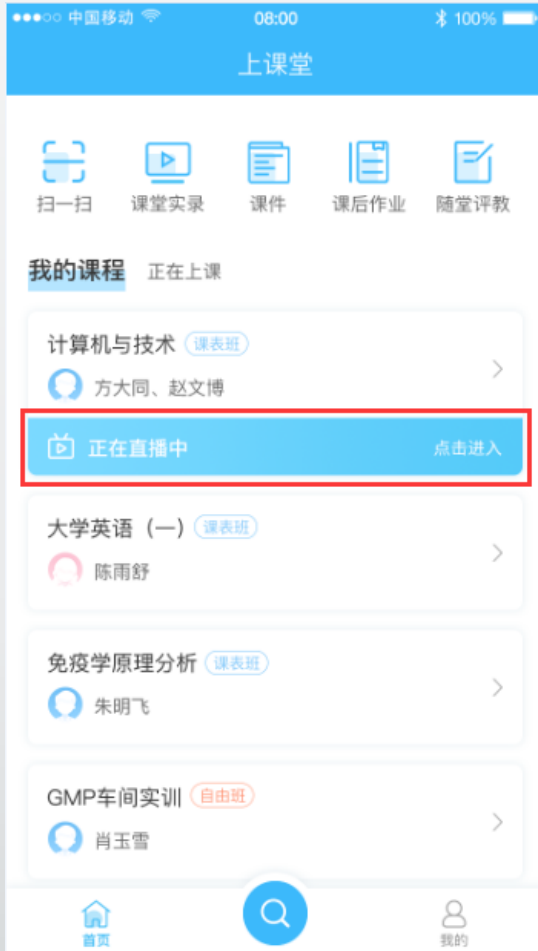 中国移动 08:00 100%
上课堂
扫一扫 课堂实录 课件 课后作业 随堂评教
我的课程 正在上课
计算机与技术 课表班
方大同、赵文博
正在直播中 点击进入
大学英语（一） 课表班
陈雨舒
免疫学原理分析 课表班
朱明飞
GMP车间实训 自由班
肖玉雪
首页 我的